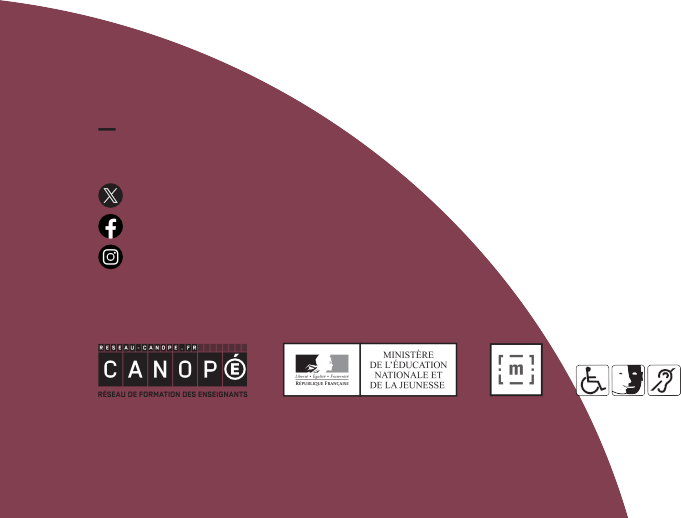 RESEAU-CANOPE.FR
CANOPÉ
RÉSEAU DE FORMATION DES ENSEIGNANTS
Liberté • Égalité • Fraternité
RÉPUBLIQUE FRANÇAISE
MINISTÈRE
DE L'ÉDUCATION
NATIONALE ET
DE LA JEUNESSE
[m]